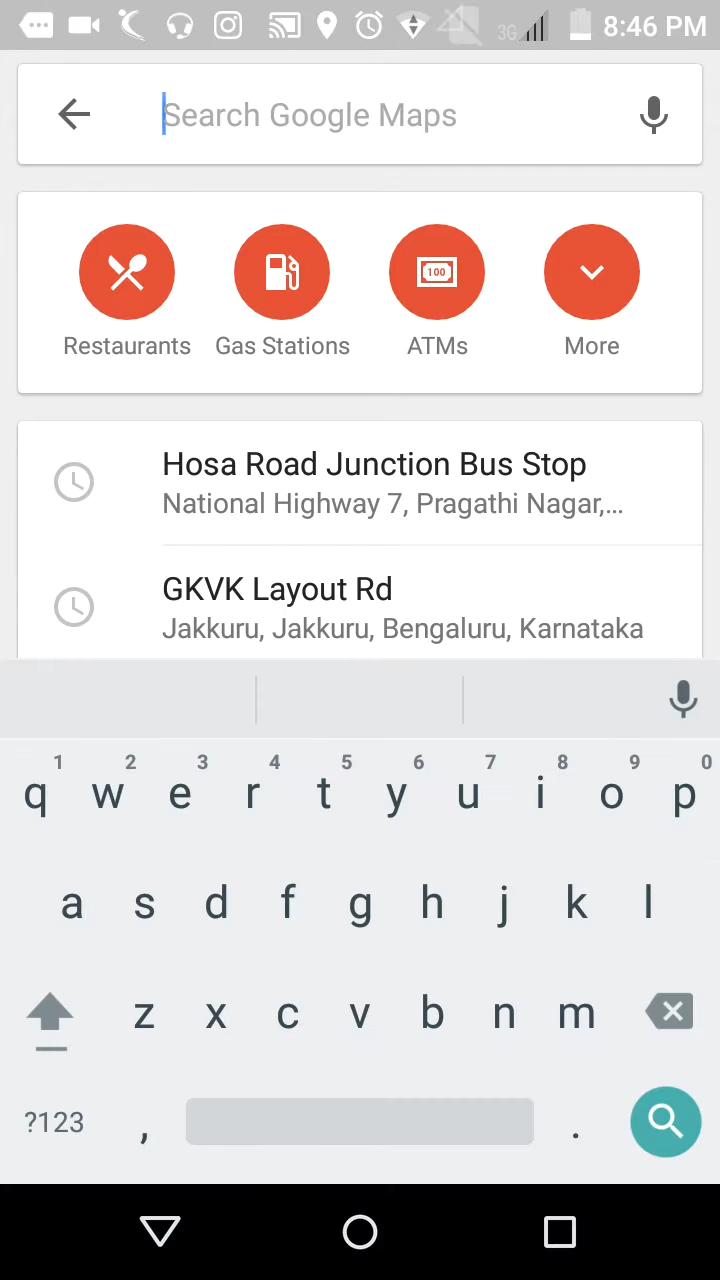 3G 8:46 PM
Search Google Maps
100
Restaurants Gas Stations ATMs More
Hosa Road Junction Bus Stop
National Highway 7, Pragathi Nagar,...
GKVK Layout Rd
Jakkuru, Jakkuru, Bengaluru, Karnataka
1 2 3 4 5 6 7 8 9 0
q w e r t y u i o p
a s d f g h j k l
z x c v b n m
?123 , .